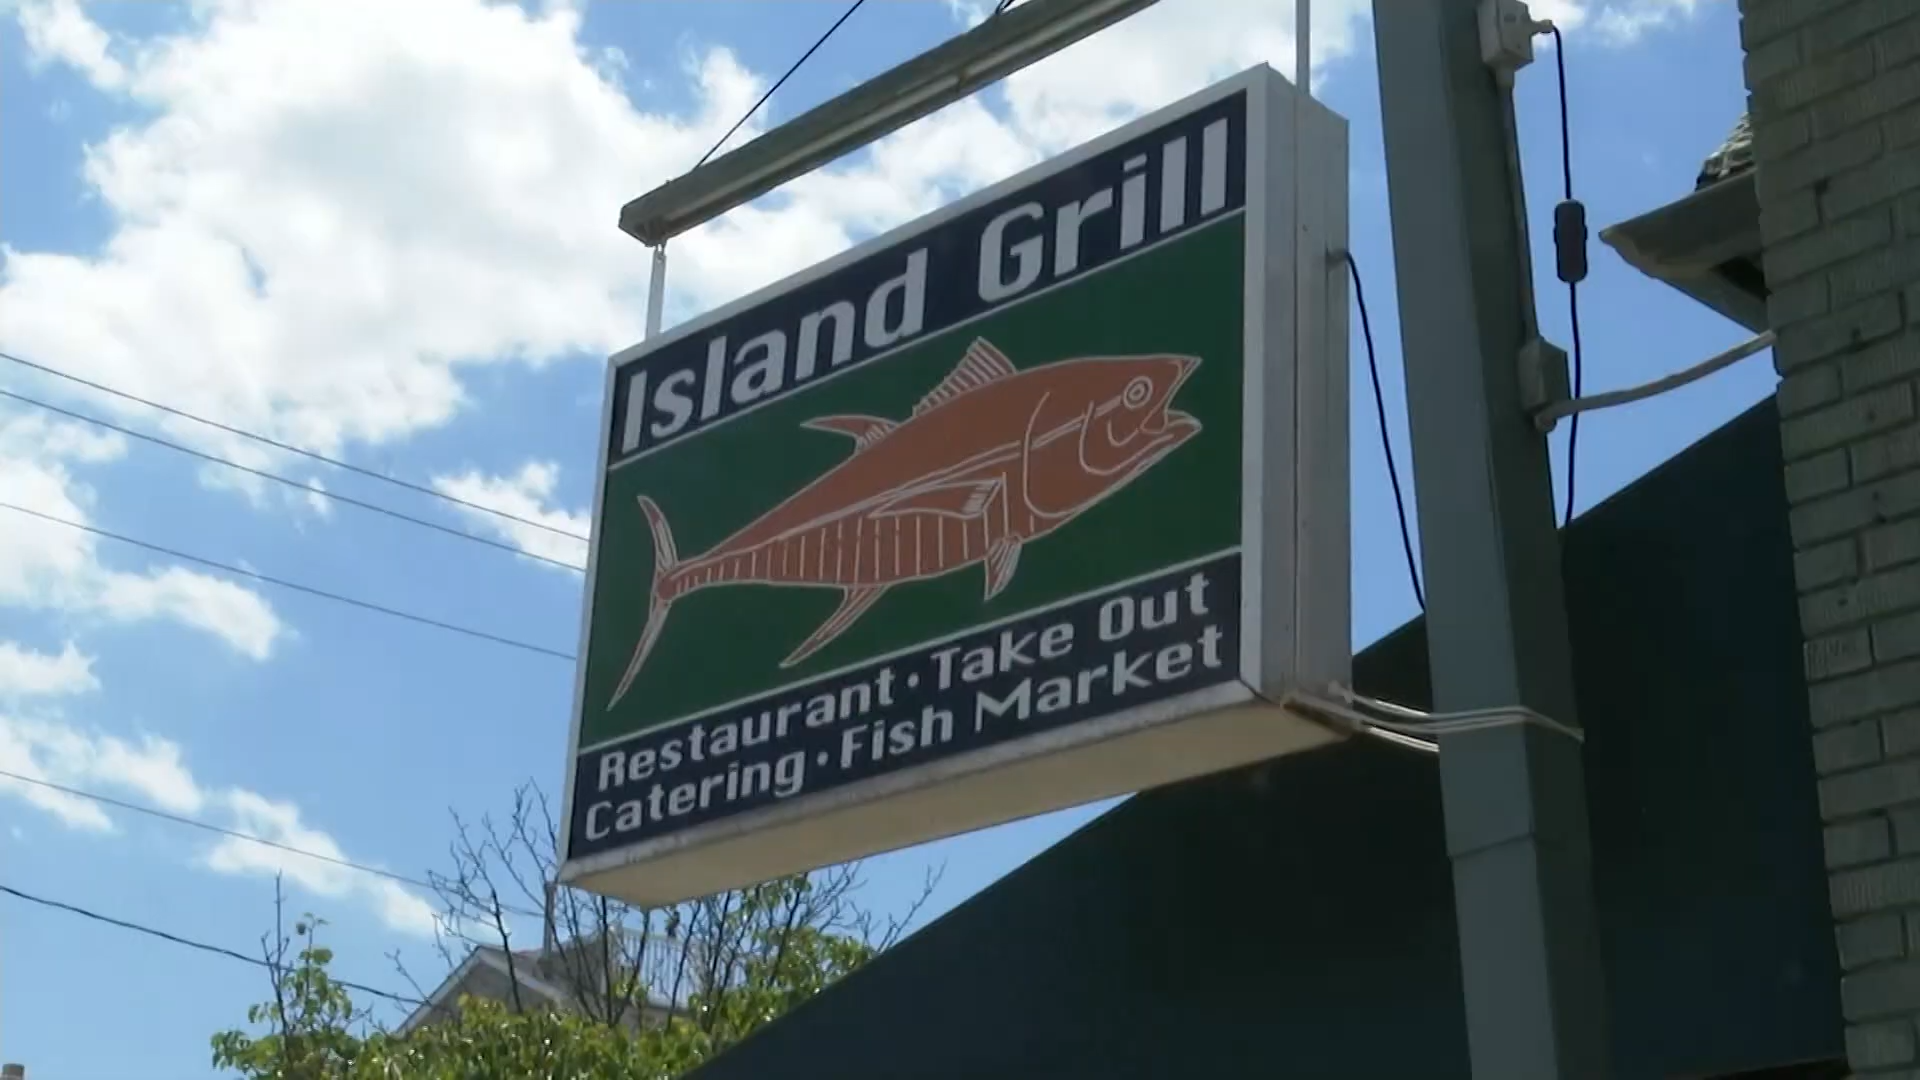 Island Grill
Restaurant • Take Out
Catering • Fish Market